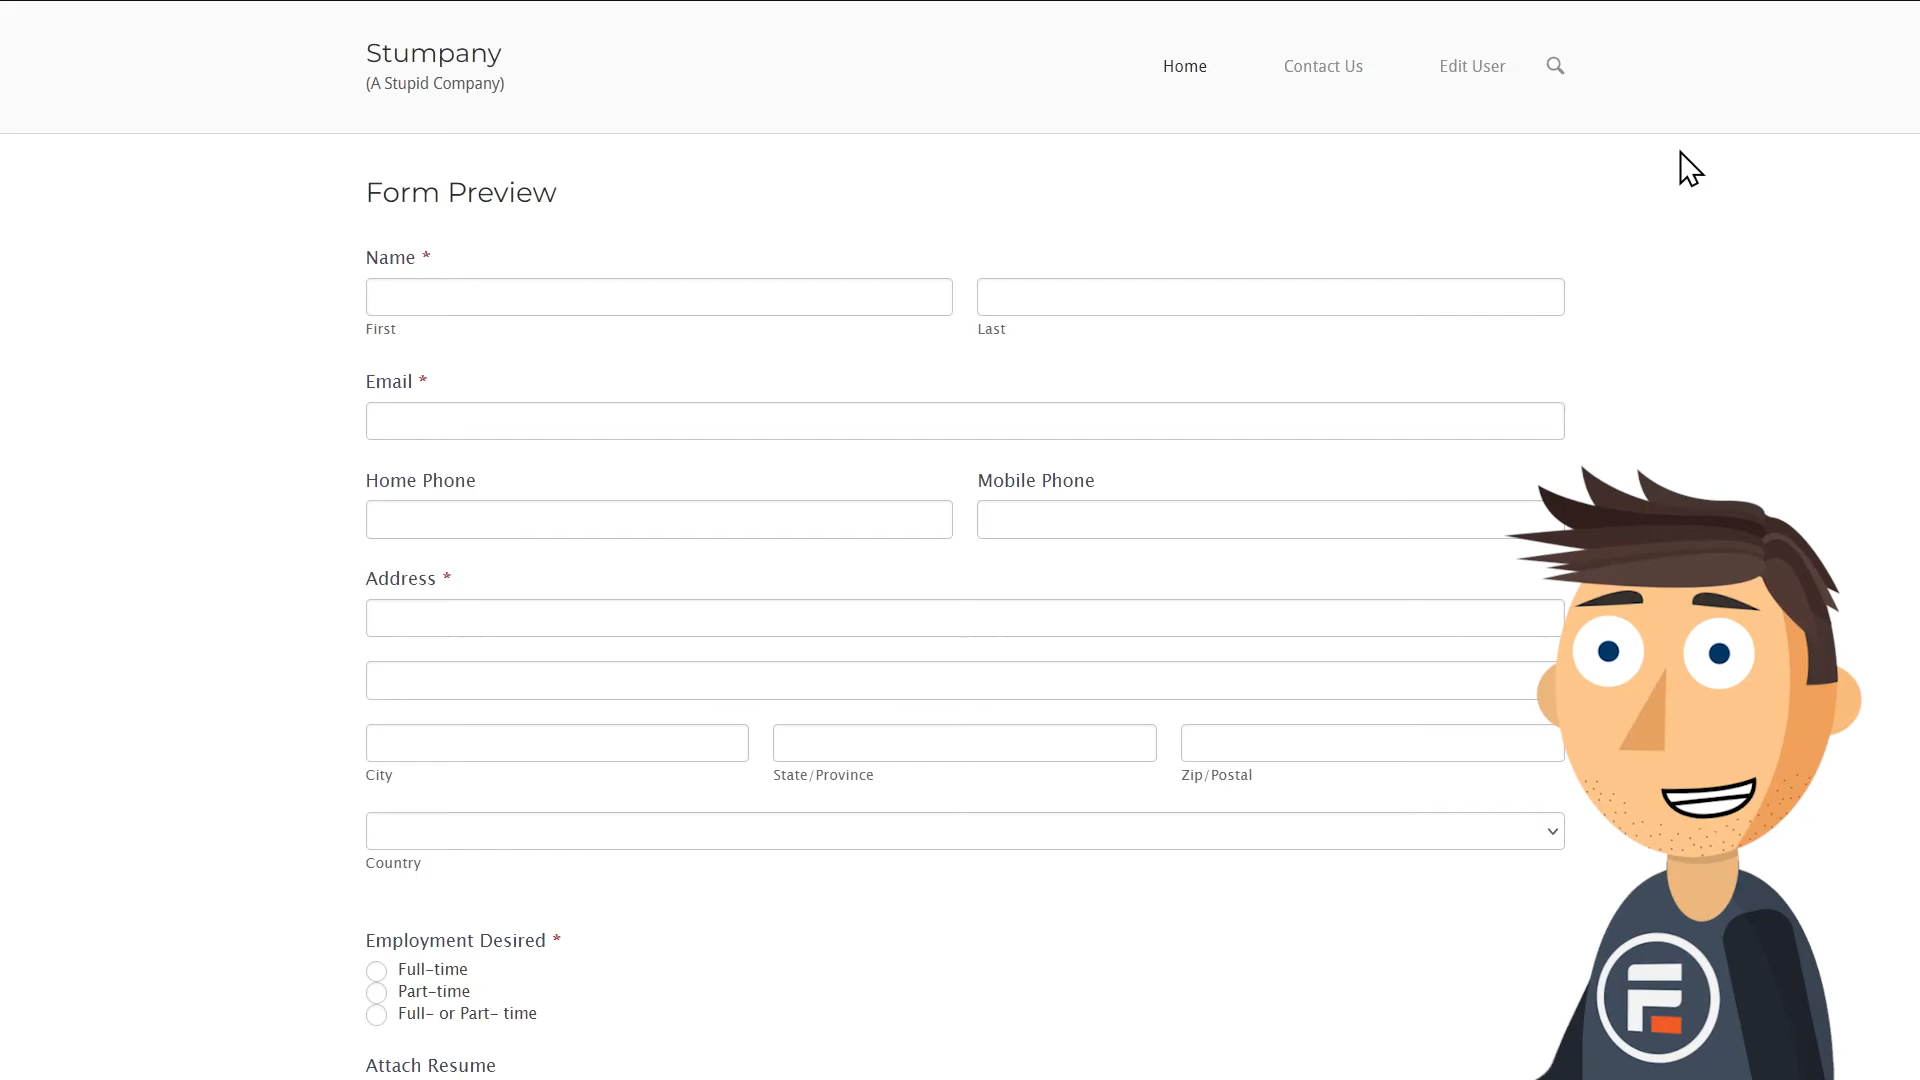 Stumpany
(A Stupid Company)
Home Contact Us Edit User
Form Preview
Name *
First Last
Email *
Home Phone Mobile Phone
Address *
City State/Province Zip/Postal
Country
Employment Desired *
Full-time
Part-time
Full- or Part- time
Attach Resume